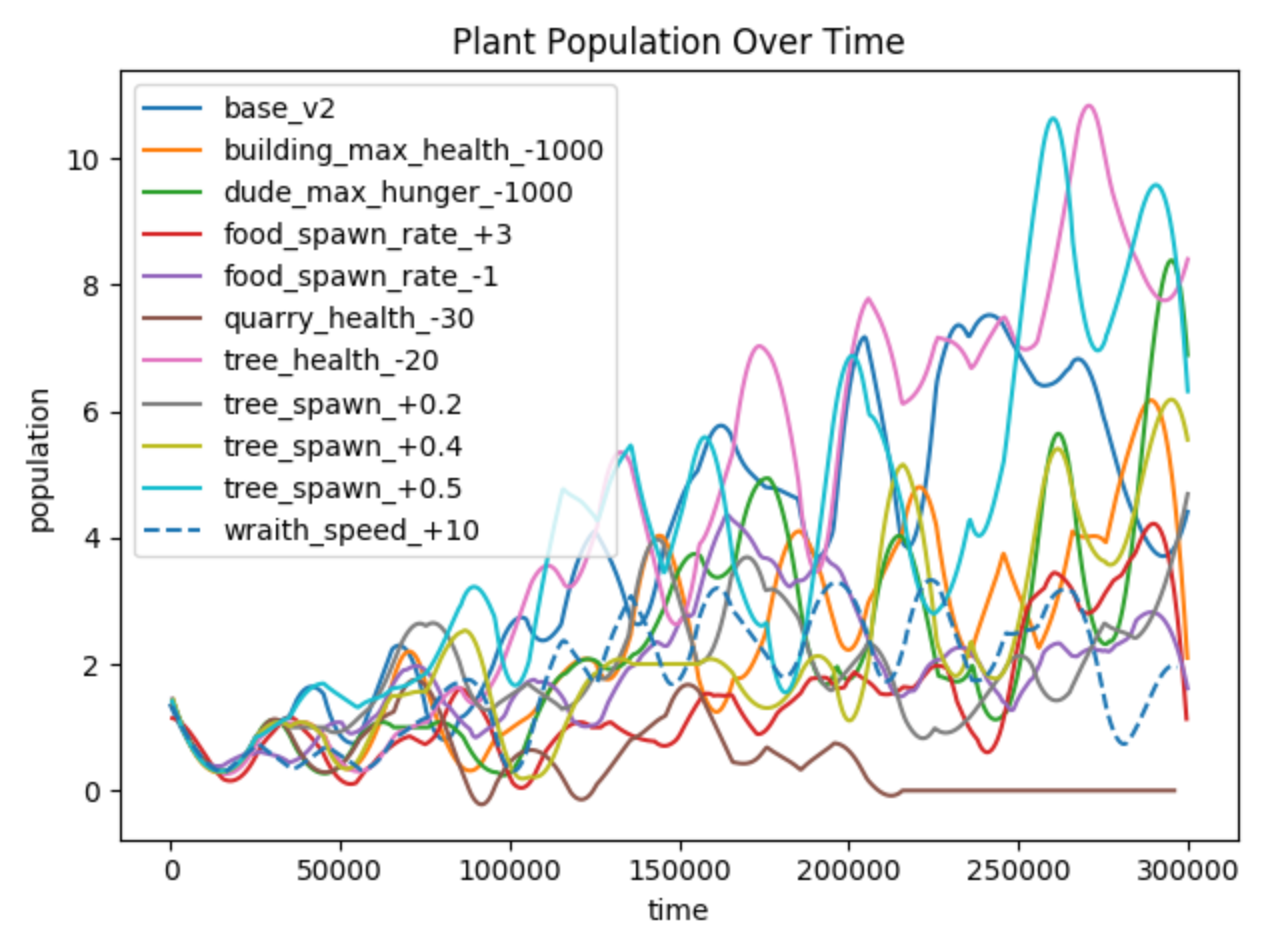 Plant Population Over Time
base_v2
building_max_health_-1000
dude_max_hunger_-1000
food_spawn_rate_+3
food_spawn_rate_-1
quarry_health_-30
tree_health_-20
tree_spawn_+0.2
tree_spawn_+0.4
tree_spawn_+0.5
wraith_speed_+10
population
10
8
6
4
2
0
0 50000 100000 150000 200000 250000 300000
time